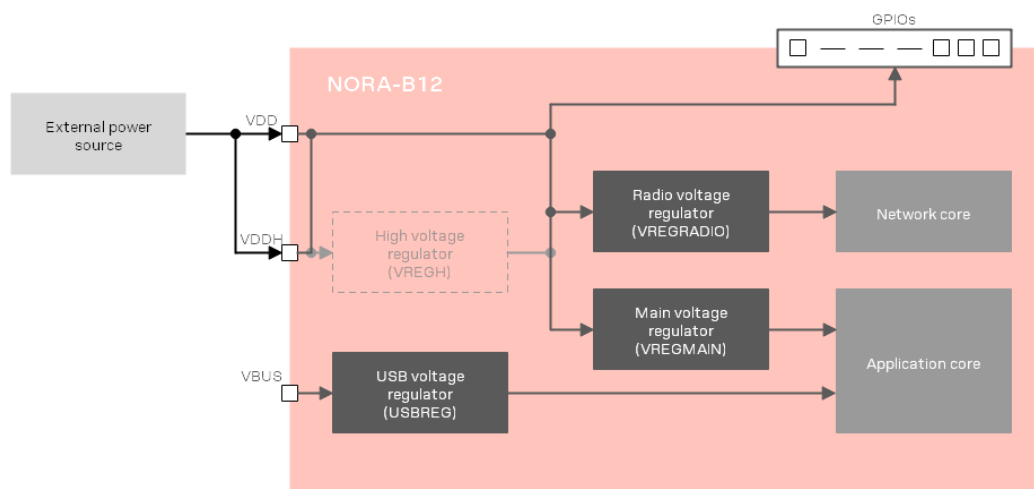 GPIOs
NORA-B12
External power
source
VDD
Radio voltage
regulator
(VREGRADIO)
Network core
VDDH
High voltage
regulator
(VREGH)
Main voltage
regulator
(VREGMAIN)
Application core
VBUS
USB voltage
regulator
(USBREG)